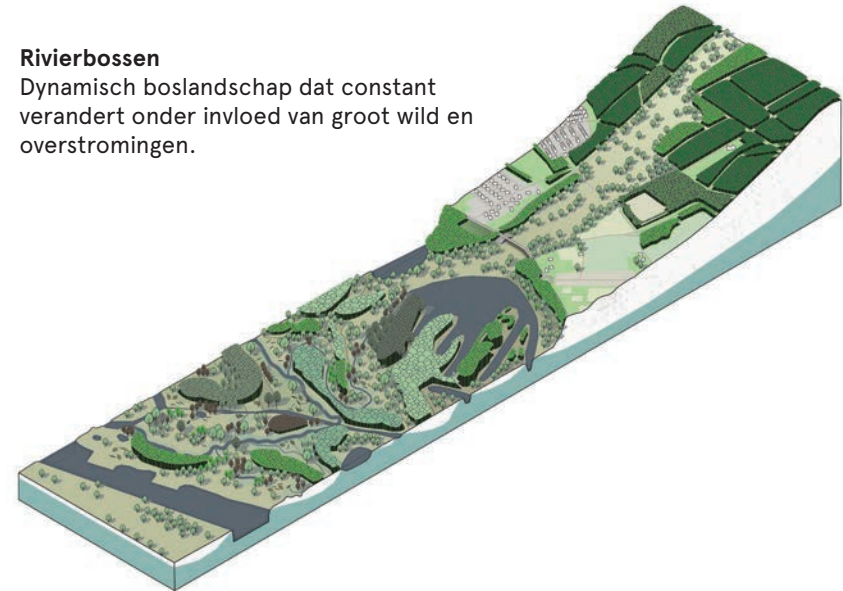 Rivierbossen
Dynamisch boslandschap dat constant
verandert onder invloed van groot wild en
overstromingen.